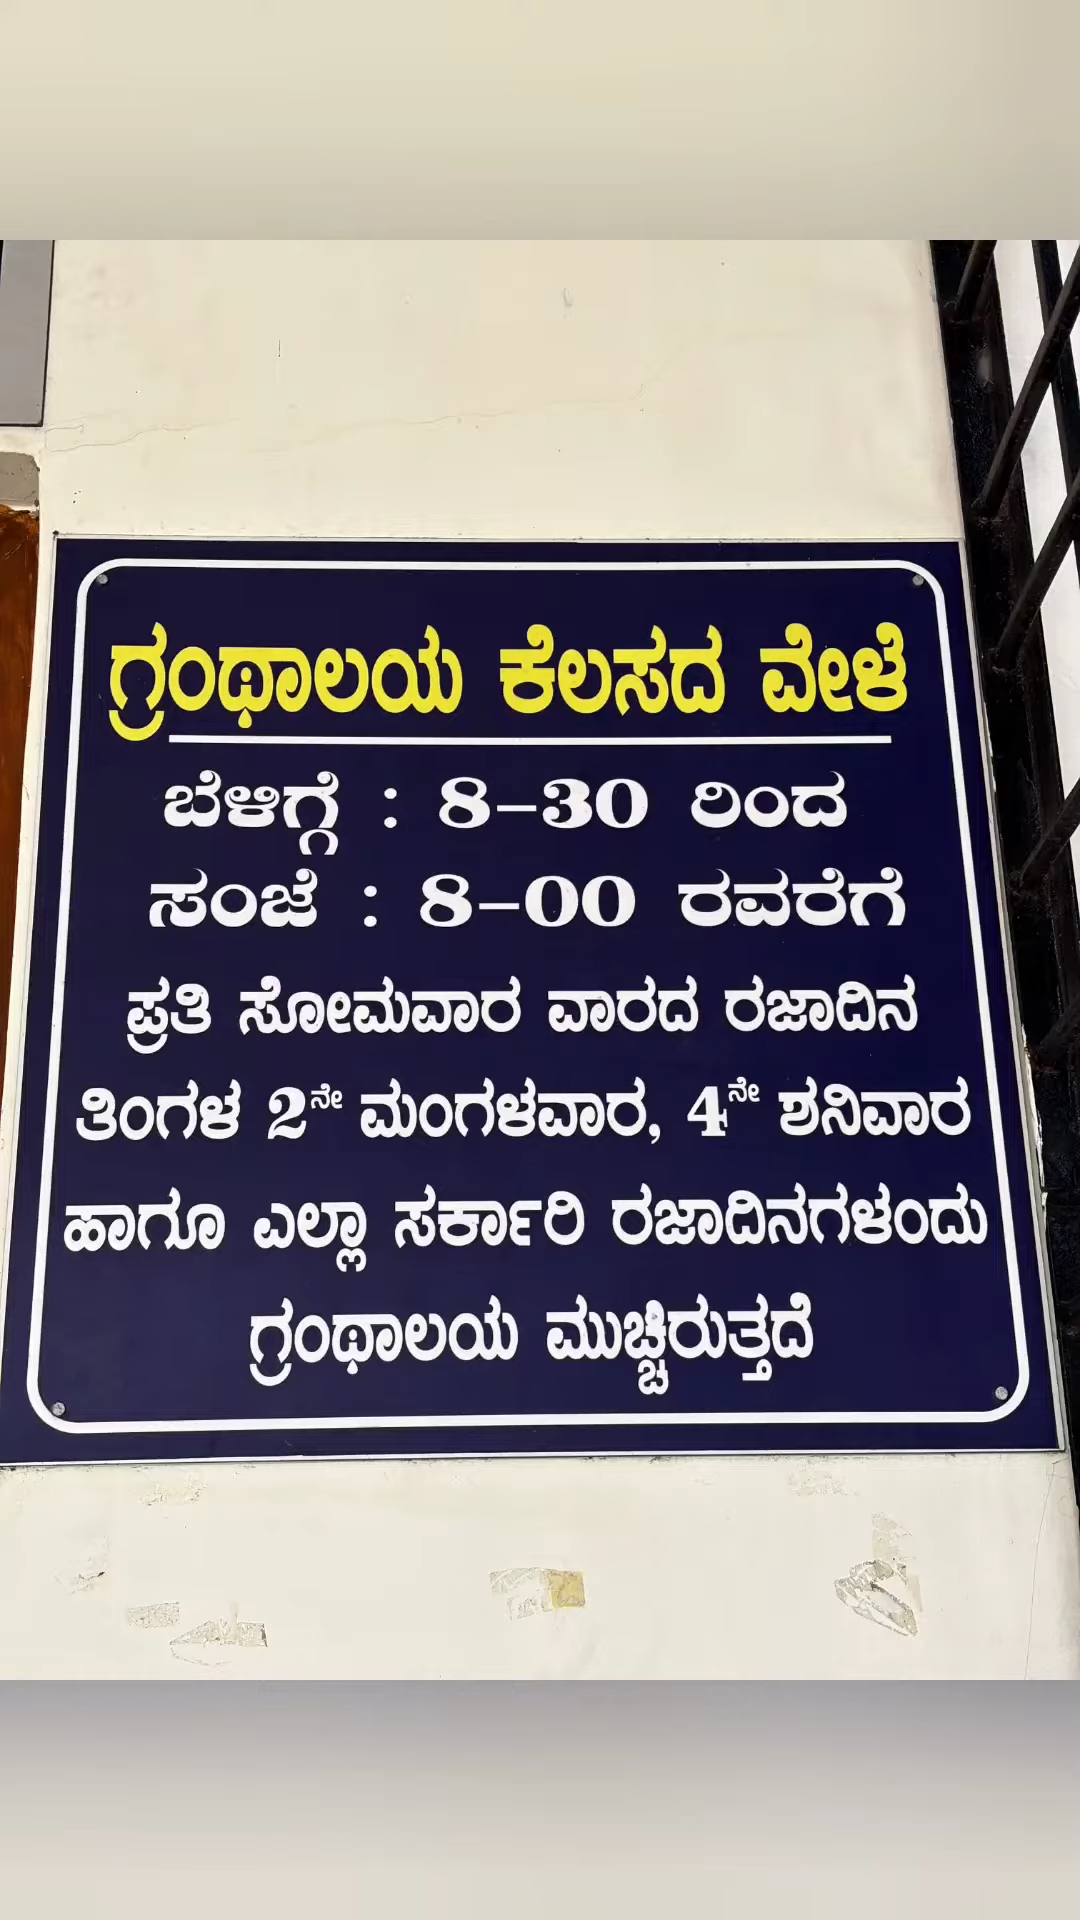 ಗ್ರಂಥಾಲಯ ಕೆಲಸದ ವೇಳೆ
ಬೆಳಿಗ್ಗೆ : 8-30 ರಿಂದ
ಸಂಜೆ : 8-00 ರವರೆಗೆ
ಪ್ರತಿ ಸೋಮವಾರ ವಾರದ ರಜಾದಿನ
ತಿಂಗಳ 2ನೇ ಮಂಗಳವಾರ, 4ನೇ ಶನಿವಾರ
ಹಾಗೂ ಎಲ್ಲಾ ಸರ್ಕಾರಿ ರಜಾದಿನಗಳಂದು
ಗ್ರಂಥಾಲಯ ಮುಚ್ಚಿರುತ್ತದೆ